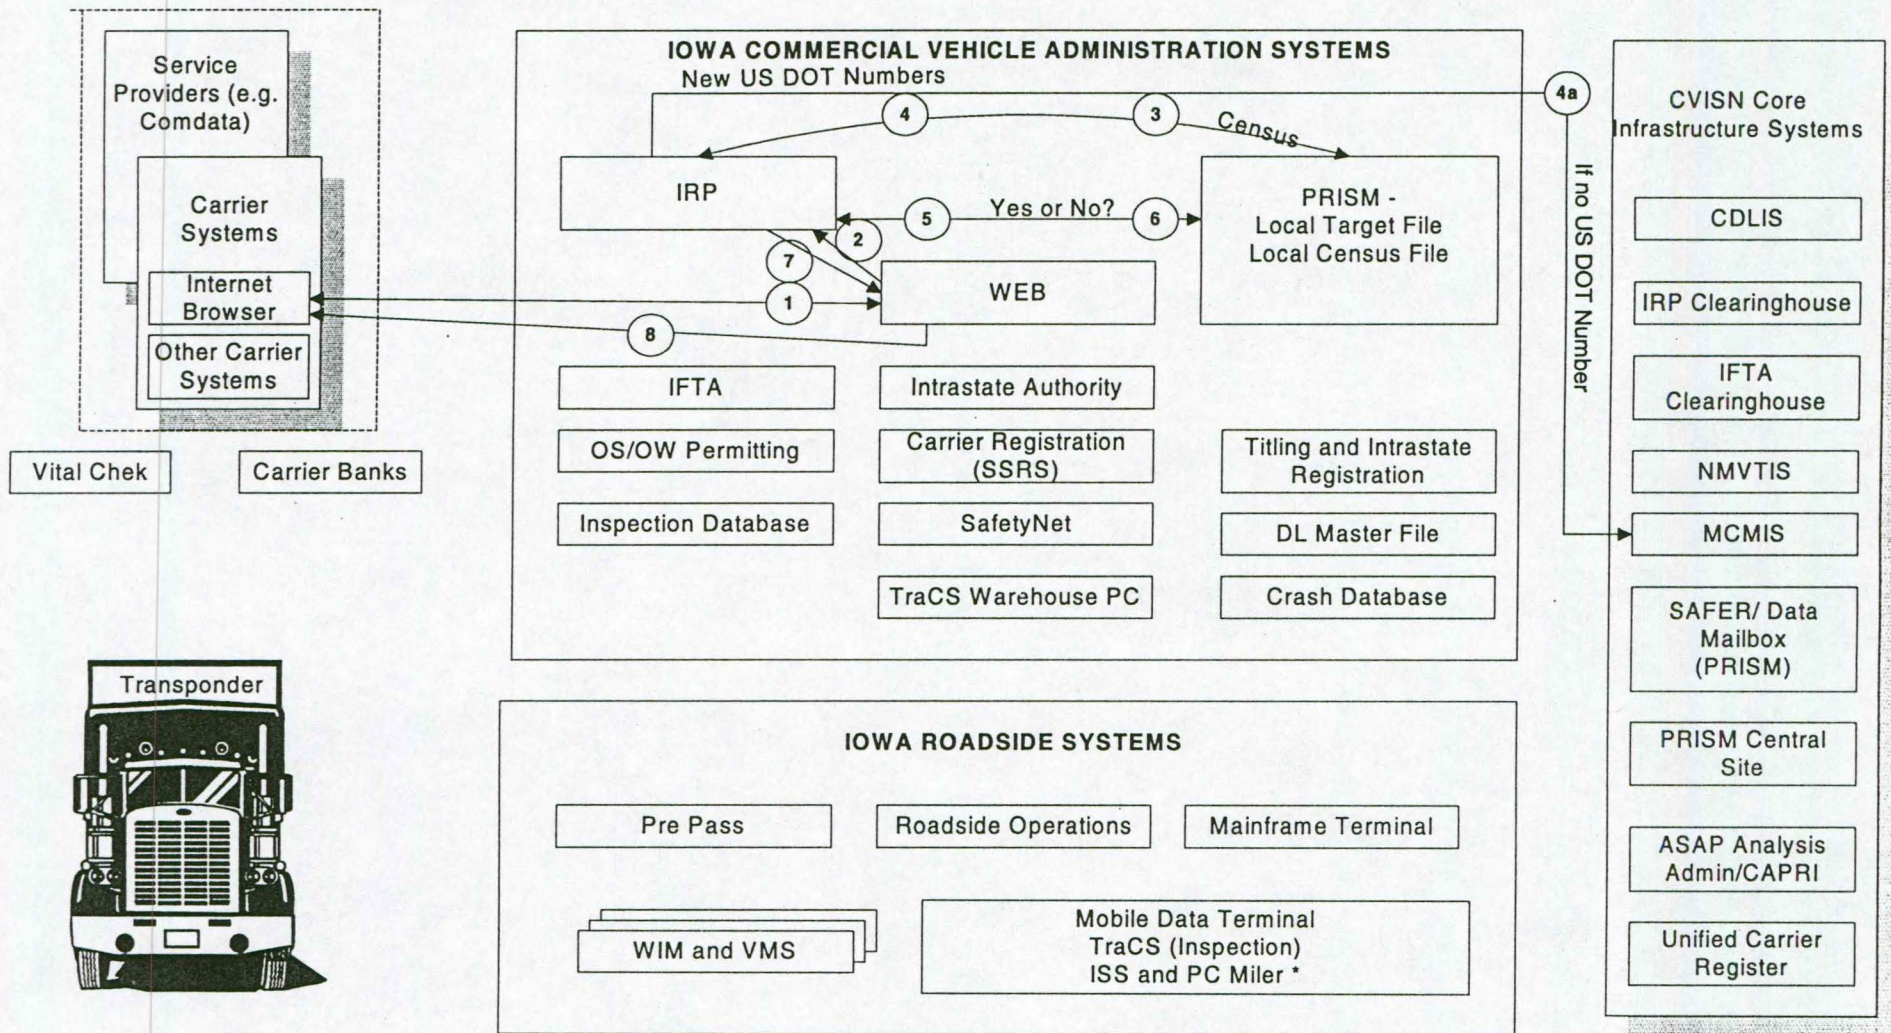 Service
Providers (e.g.
Comdata)
Carrier
Systems
Internet
Browser
Other Carrier
Systems
Vital Chek
Carrier Banks
Transponder
IOWA COMMERCIAL VEHICLE ADMINISTRATION SYSTEMS
New US DOT Numbers
4
3
Census
4a
If no US DOT Number
IRP
PRISM -
Local Target File
Local Census File
5
Yes or No?
6
2
7
WEB
1
8
IFTA
Intrastate Authority
OS/OW Permitting
Carrier Registration
(SSRS)
Titling and Intrastate
Registration
Inspection Database
SafetyNet
DL Master File
TraCS Warehouse PC
Crash Database
IOWA ROADSIDE SYSTEMS
Pre Pass
Roadside Operations
Mainframe Terminal
WIM and VMS
Mobile Data Terminal
TraCS (Inspection)
ISS and PC Miler *
CVISN Core
Infrastructure Systems
CDLIS
IRP Clearinghouse
IFTA
Clearinghouse
NMVTIS
MCMIS
SAFER/ Data
Mailbox
(PRISM)
PRISM Central
Site
ASAP Analysis
Admin/CAPRI
Unified Carrier
Register